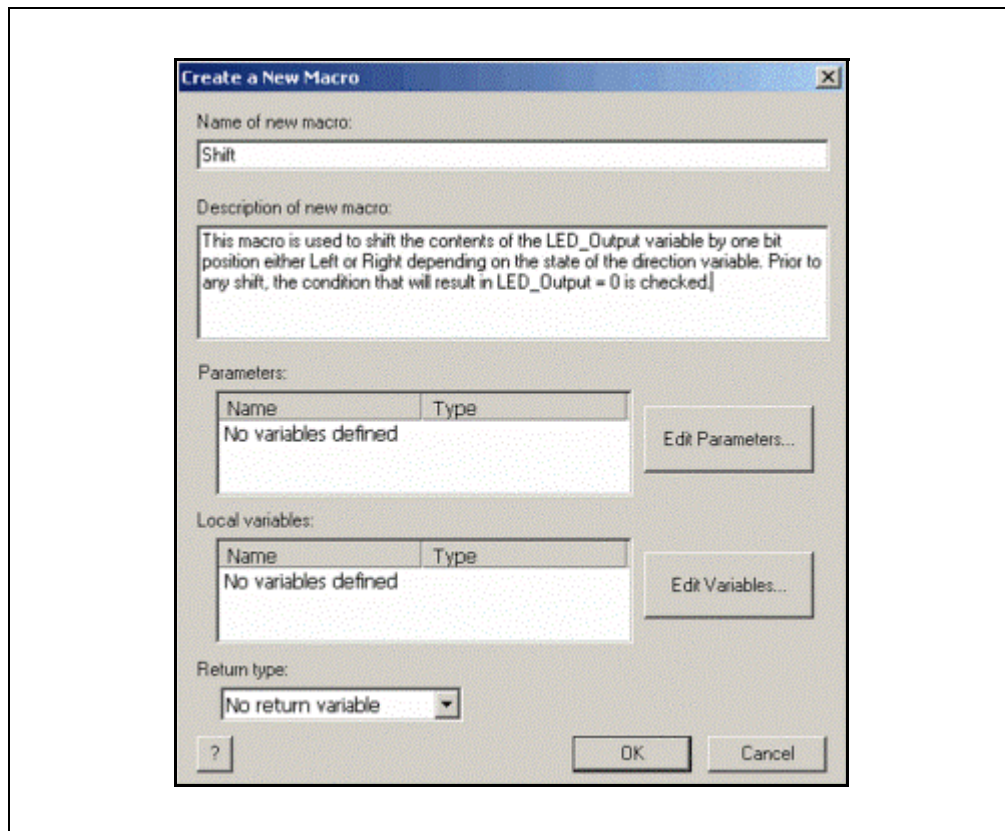 Create a New Macro
Name of new macro:
Shift
Description of new macro:
This macro is used to shift the contents of the LED_Output variable by one bit
position either Left or Right depending on the state of the direction variable. Prior to
any shift, the condition that will result in LED_Output = 0 is checked.
Parameters:
Name Type
No variables defined
Edit Parameters...
Local variables:
Name Type
No variables defined
Edit Variables...
Return type:
No return variable
? OK Cancel